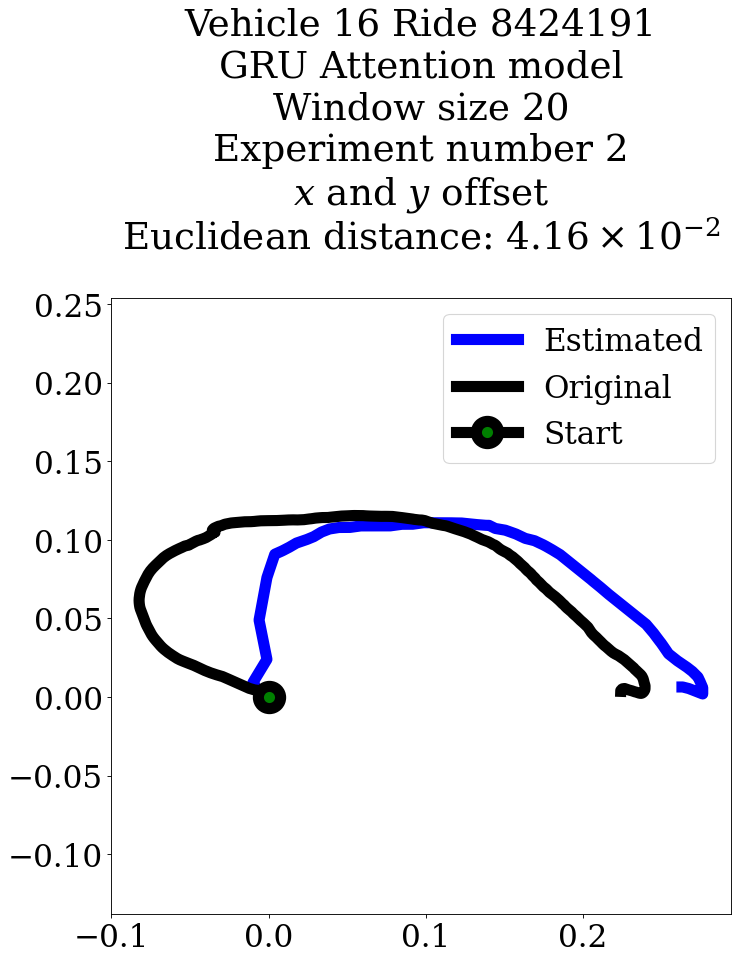 Vehicle 16 Ride 8424191
GRU Attention model
Window size 20
Experiment number 2
x and y offset
Euclidean distance: 4.16 × 10⁻²
0.25
0.20
0.15
0.10
0.05
0.00
−0.05
−0.10
Estimated
Original
Start
−0.1
0.0
0.1
0.2